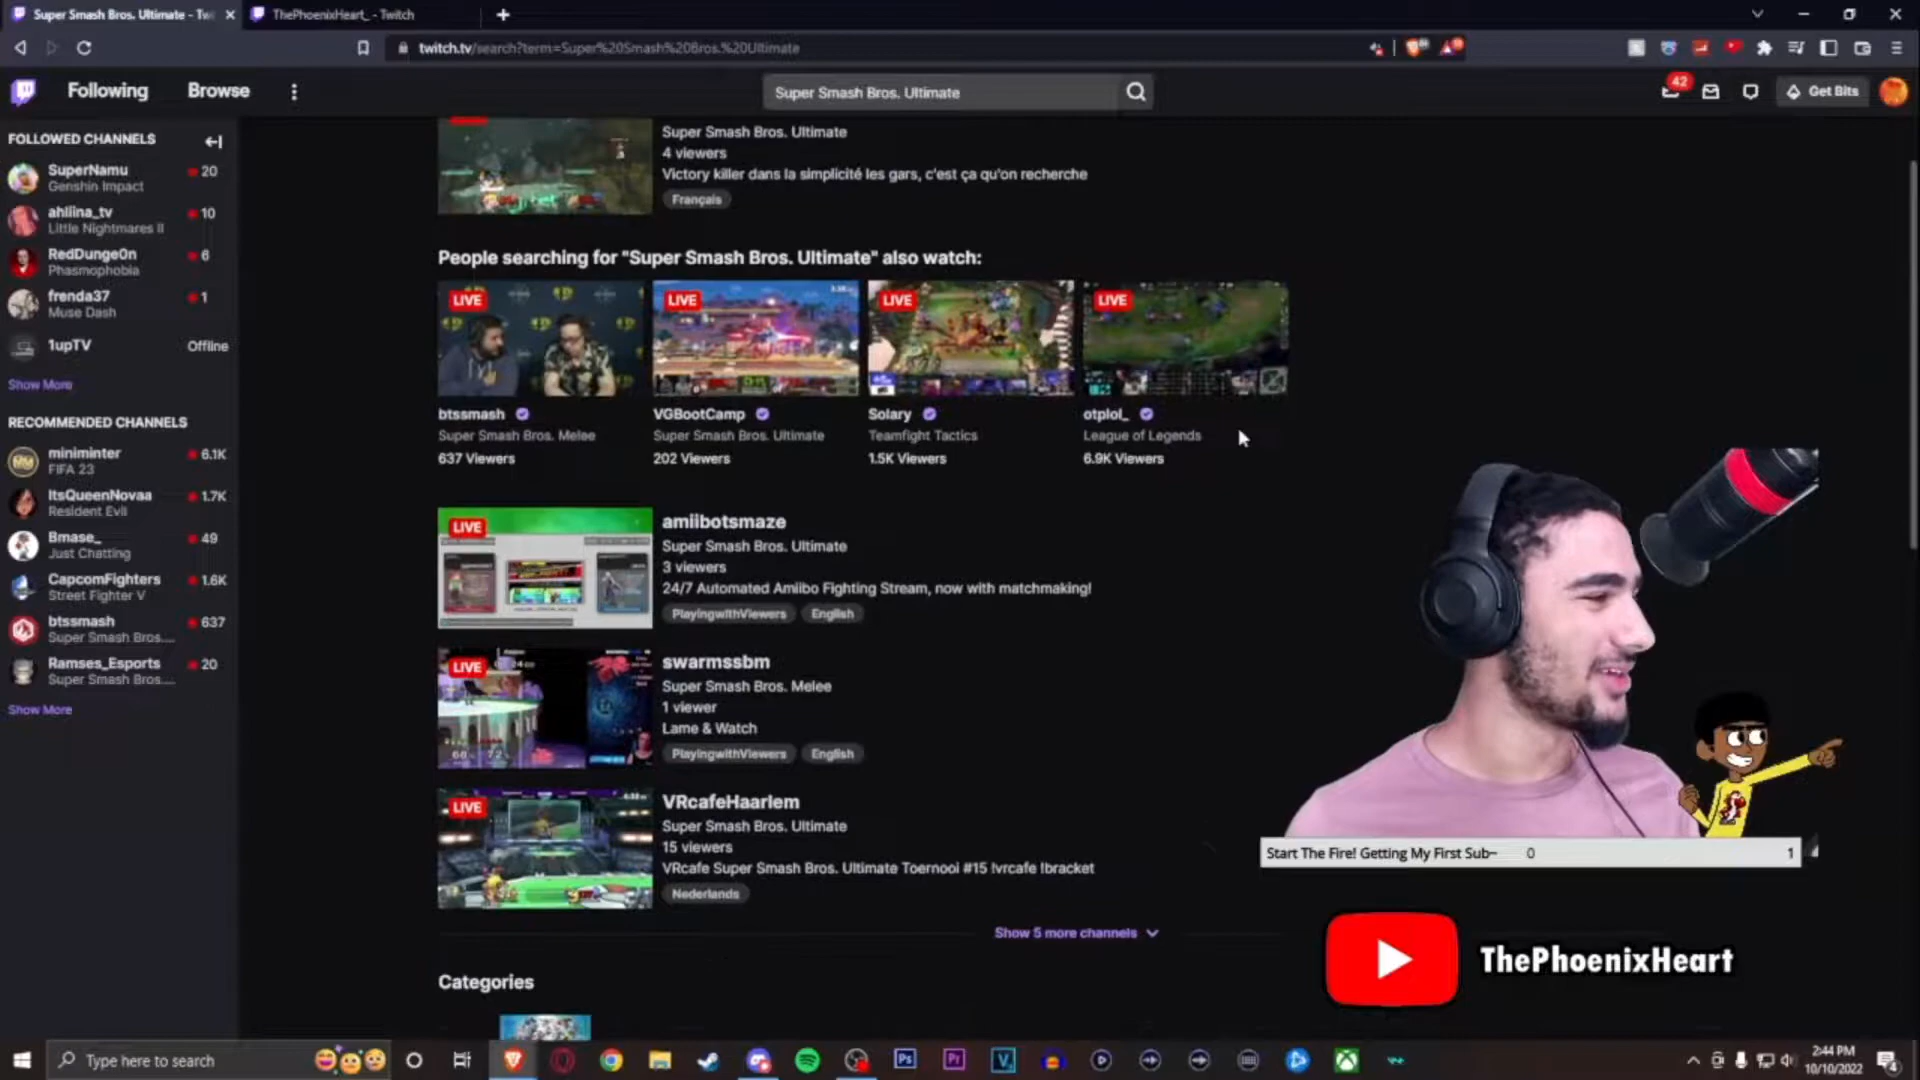 Super Smash Bros. Ultimate - Tw
ThePhoenixHeart_ - Twitch
twitch.tv/search?term=Super%20Smash%20Bros.%20Ultimate
Following
Browse
Super Smash Bros. Ultimate
42
Get Bits
FOLLOWED CHANNELS
SuperNamu
20
Genshin Impact
ahliina_tv
10
Little Nightmares II
RedDunge0n
6
Phasmophobia
frenda37
1
Muse Dash
1upTV
Offline
Show More
RECOMMENDED CHANNELS
miniminter
6.1K
FIFA 23
ItsQueenNovaa
1.7K
Resident Evil
Bmase_
49
Just Chatting
CapcomFighters
1.6K
Street Fighter V
btssmash
637
Super Smash Bros....
Ramses_Esports
20
Super Smash Bros....
Show More
Super Smash Bros. Ultimate
4 viewers
Victory killer dans la simplicité les gars, c'est ça qu'on recherche
Français
People searching for "Super Smash Bros. Ultimate" also watch:
LIVE
LIVE
LIVE
LIVE
btssmash
Super Smash Bros. Melee
637 Viewers
VGBootCamp
Super Smash Bros. Ultimate
202 Viewers
Solary
Teamfight Tactics
1.5K Viewers
otplol_
League of Legends
6.9K Viewers
LIVE
amiibotsmaze
Super Smash Bros. Ultimate
3 viewers
24/7 Automated Amiibo Fighting Stream, now with matchmaking!
PlayingwithViewers
English
LIVE
swarmssbm
Super Smash Bros. Melee
1 viewer
Lame & Watch
PlayingwithViewers
English
LIVE
VRcafeHaarlem
Super Smash Bros. Ultimate
15 viewers
VRcafe Super Smash Bros. Ultimate Toernooi #15 !vrcafe !bracket
Nederlands
Show 5 more channels
Categories
Start The Fire! Getting My First Sub~ 0 1
ThePhoenixHeart
Type here to search
Ps
Pr
V
2:44 PM
10/10/2022